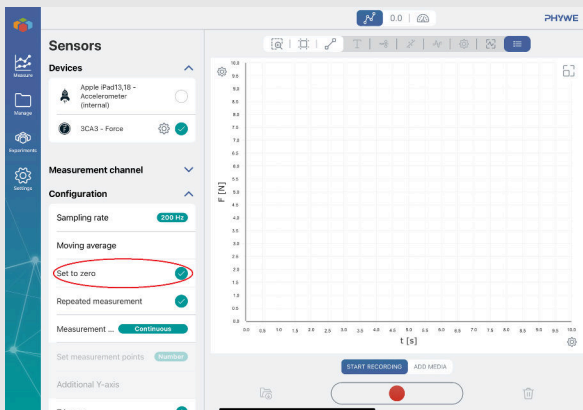 0.0
PHYWE
Sensors
Devices
Measure
Apple iPad13,18 -
Accelerometer
(internal)
Manage
3CA3 - Force
Experiments
Measurement channel
Settings
Configuration
Sampling rate
200 Hz
Moving average
Set to zero
Repeated measurement
Measurement ...
Continuous
Set measurement points
Number
Additional Y-axis
T
F [N]
10.0
9.5
9.0
8.5
8.0
7.5
7.0
6.5
6.0
5.5
5.0
4.5
4.0
3.5
3.0
2.5
2.0
1.5
1.0
0.5
0.0
0.0 0.5 1.0 1.5 2.0 2.5 3.0 3.5 4.0 4.5 5.0 5.5 6.0 6.5 7.0 7.5 8.0 8.5 9.0 9.5 10.0
t [s]
START RECORDING
ADD MEDIA